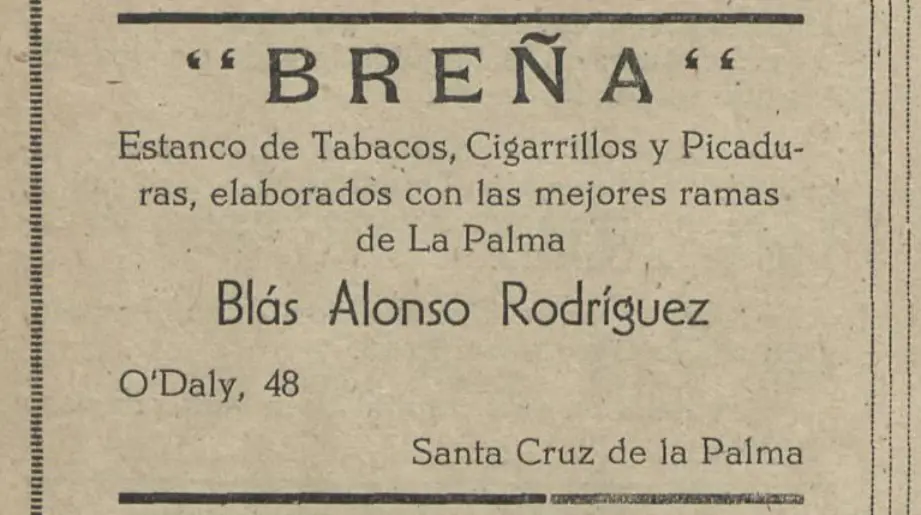 "BREÑA"
Estanco de Tabacos, Cigarrillos y Picadu-
ras, elaborados con las mejores ramas
de La Palma
Blás Alonso Rodríguez
O'Daly, 48
Santa Cruz de la Palma